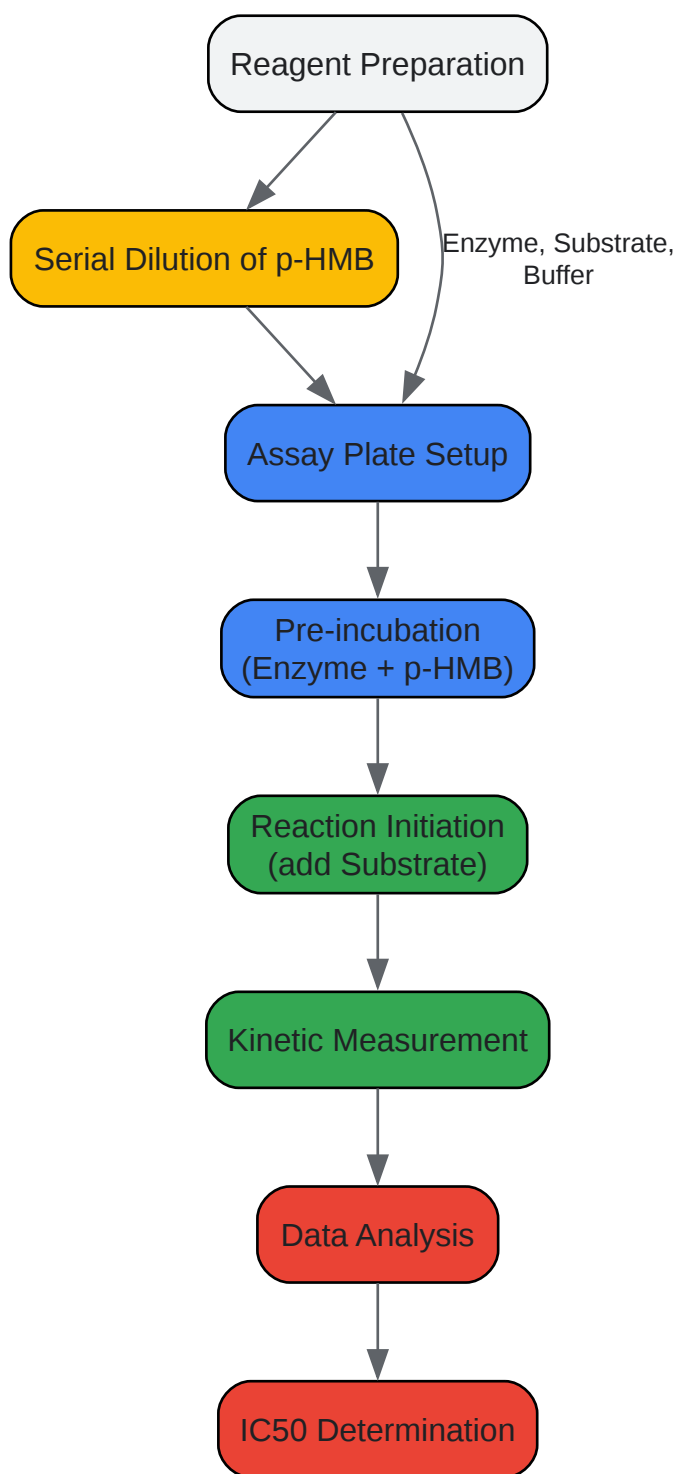 Reagent Preparation
Serial Dilution of p-HMB
Enzyme, Substrate,
Buffer
Assay Plate Setup
Pre-incubation
(Enzyme + p-HMB)
Reaction Initiation
(add Substrate)
Kinetic Measurement
Data Analysis
IC50 Determination